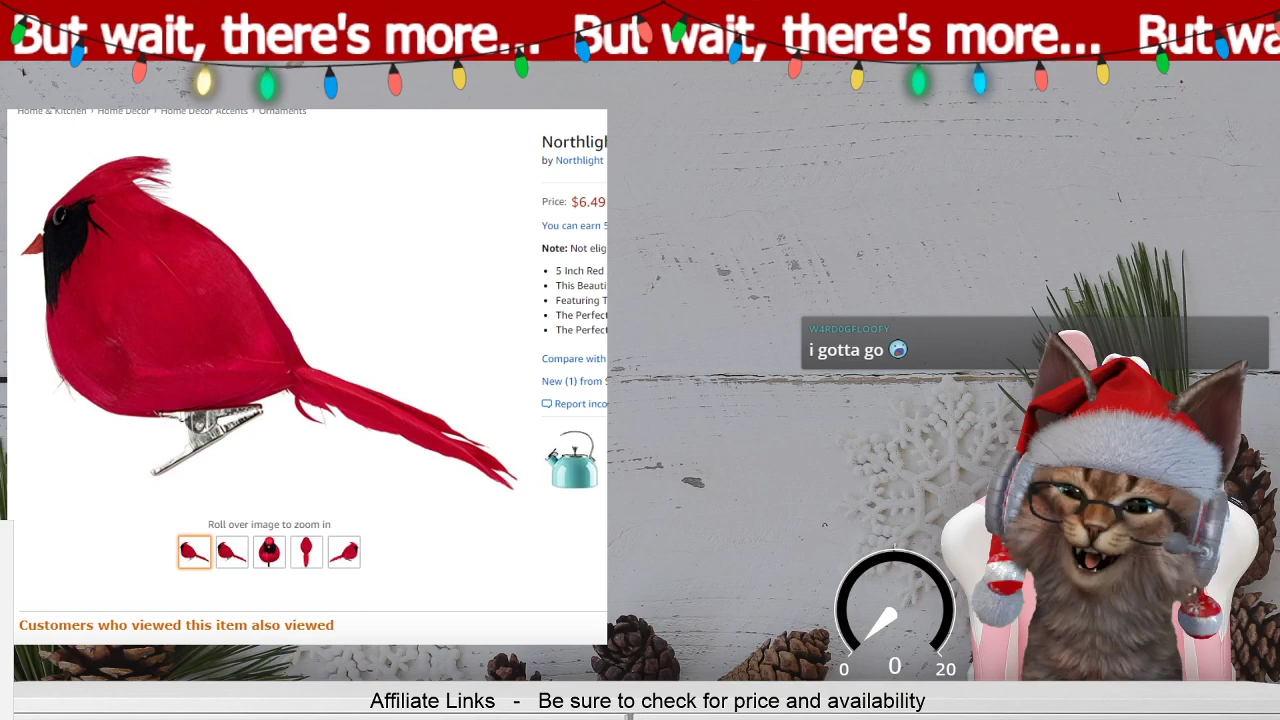 But wait, there's more... But wait, there's more... But wa
Home & Kitchen › Home Décor › Home Décor Accents › Ornaments
by Northlight
Price: $6.49
You can earn 5
Note: Not elig
• 5 Inch Red
• This Beauti
• Featuring T
• The Perfect
• The Perfect
Compare with
New (1) from
Report inco
Roll over image to zoom in
Customers who viewed this item also viewed
W4RD0GFLOOFY
i gotta go
0 0 20
Affiliate Links - Be sure to check for price and availability